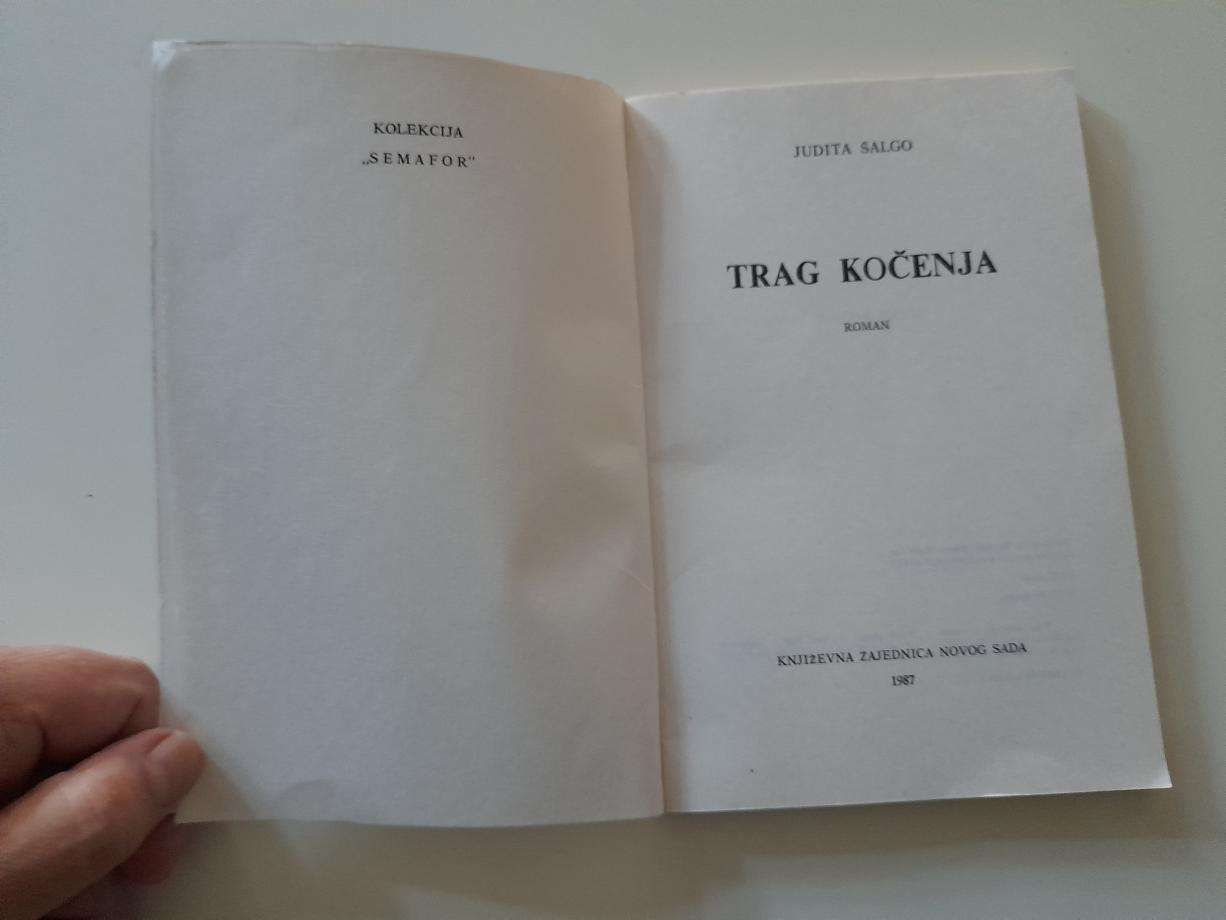 KOLEKCIJA
„SEMAFOR"
JUDITA ŠALGO
TRAG KOČENJA
ROMAN
KNJIŽEVNA ZAJEDNICA NOVOG SADA
1987